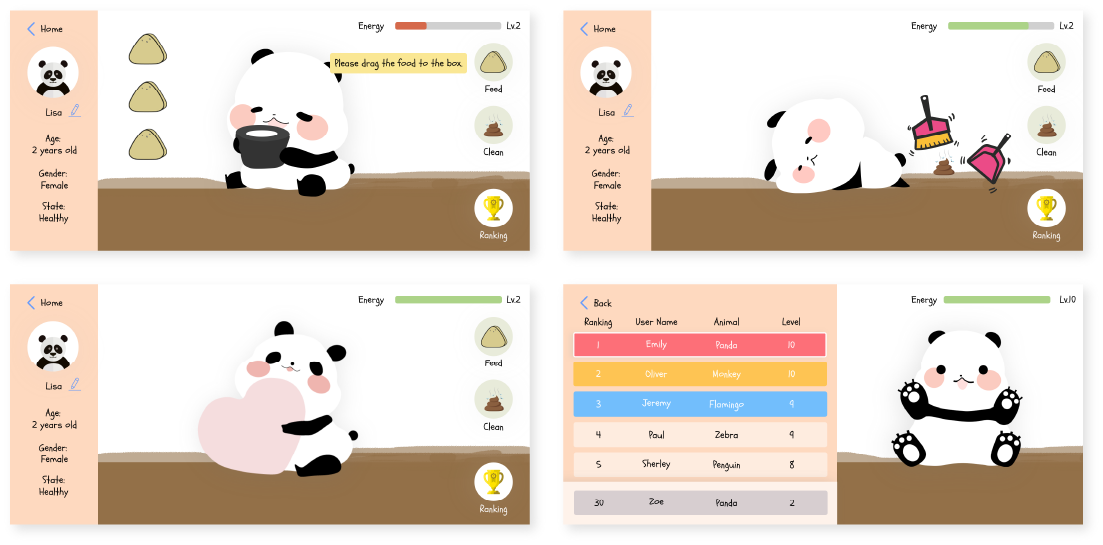 Home
Energy
Lv.2
Please drag the food to the box
Food
Lisa
Clean
Age:
2 years old
Gender:
Female
State:
Healthy
Ranking
Home
Energy
Lv.2
Food
Lisa
Clean
Age:
2 years old
Gender:
Female
State:
Healthy
Ranking
Home
Energy
Lv.2
Food
Lisa
Clean
Age:
2 years old
Gender:
Female
State:
Healthy
Ranking
Back
Energy
Lv.10
Ranking User Name Animal Level
1 Emily Panda 10
2 Oliver Monkey 10
3 Jeremy Flamingo 9
4 Paul Zebra 9
5 Sherley Penguin 8
30 Zoe Panda 2